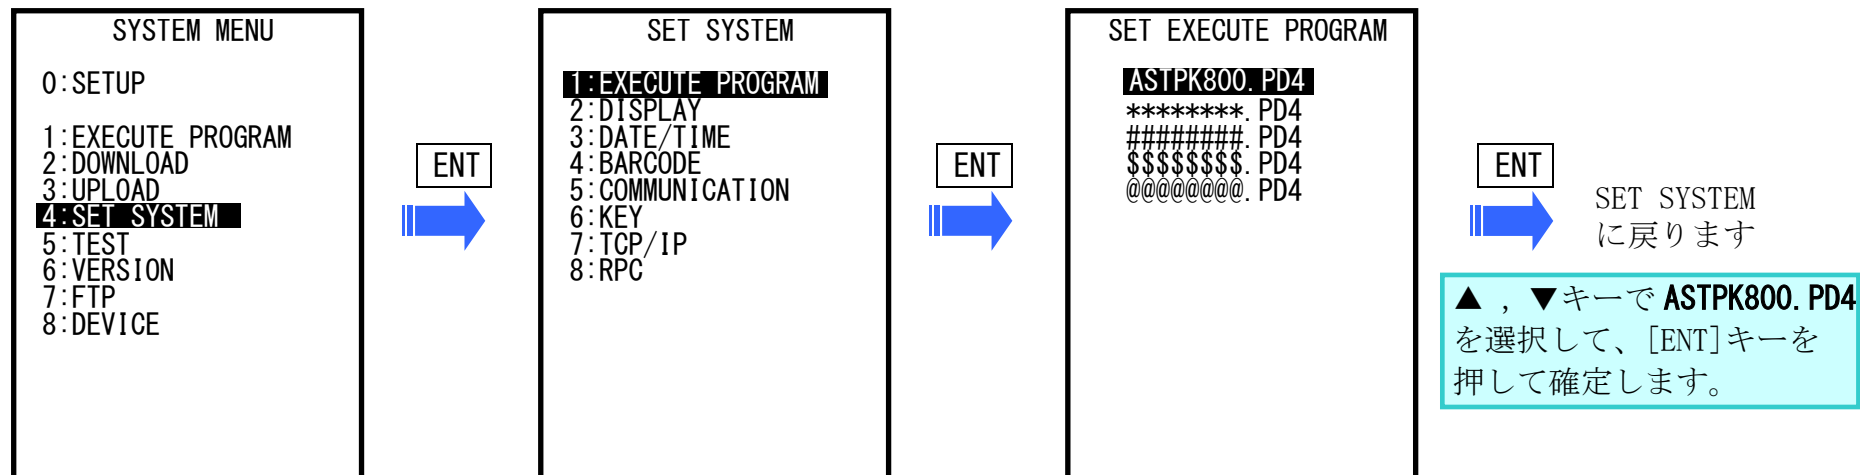 SYSTEM MENU
0:SETUP
1:EXECUTE PROGRAM
2:DOWNLOAD
3:UPLOAD
4:SET SYSTEM
5:TEST
6:VERSION
7:FTP
8:DEVICE
ENT
SET SYSTEM
1:EXECUTE PROGRAM
2:DISPLAY
3:DATE/TIME
4:BARCODE
5:COMMUNICATION
6:KEY
7:TCP/IP
8:RPC
ENT
SET EXECUTE PROGRAM
ASTPK800.PD4
********.PD4
########.PD4
$$$$$$$$.PD4
@@@@@@@@.PD4
ENT
SET SYSTEM
に戻ります
▲ , ▼キーで ASTPK800.PD4
を選択して、[ENT]キーを
押して確定します。